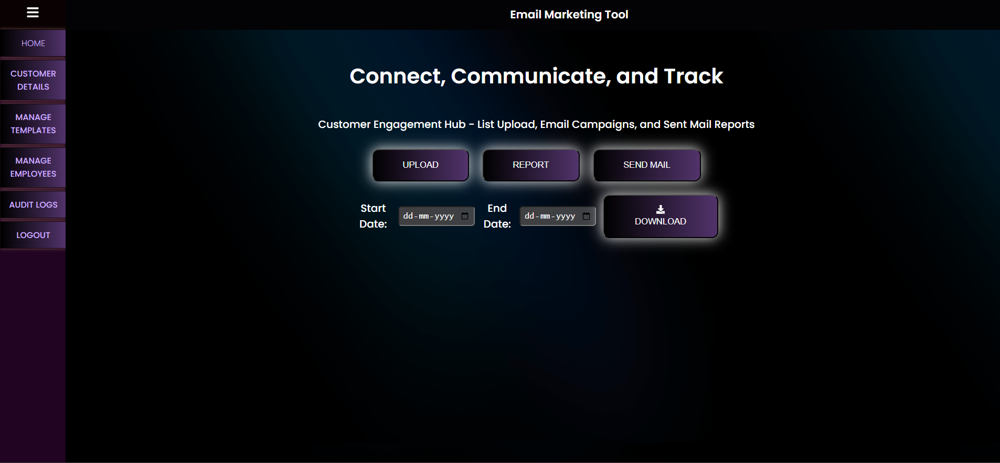 Email Marketing Tool
HOME
CUSTOMER
DETAILS
MANAGE
TEMPLATES
MANAGE
EMPLOYEES
AUDIT LOGS
LOGOUT
Connect, Communicate, and Track
Customer Engagement Hub - List Upload, Email Campaigns, and Sent Mail Reports
UPLOAD
REPORT
SEND MAIL
Start
Date:
dd-mm-yyyy
End
Date:
dd-mm-yyyy
DOWNLOAD